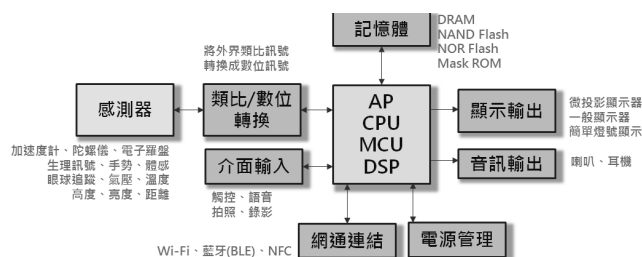 記憶體
DRAM
NAND Flash
NOR Flash
Mask ROM
將外界類比訊號
轉換成數位訊號
感測器
類比/數位
轉換
AP
CPU
MCU
DSP
顯示輸出
微投影顯示器
一般顯示器
簡單燈號顯示
加速度計、陀螺儀、電子羅盤
生理訊號、手勢、體感
眼球追蹤、氣壓、溫度
高度、亮度、距離
介面輸入
觸控、語音
拍照、錄影
音訊輸出
喇叭、耳機
Wi-Fi、藍牙(BLE)、NFC
網通連結
電源管理